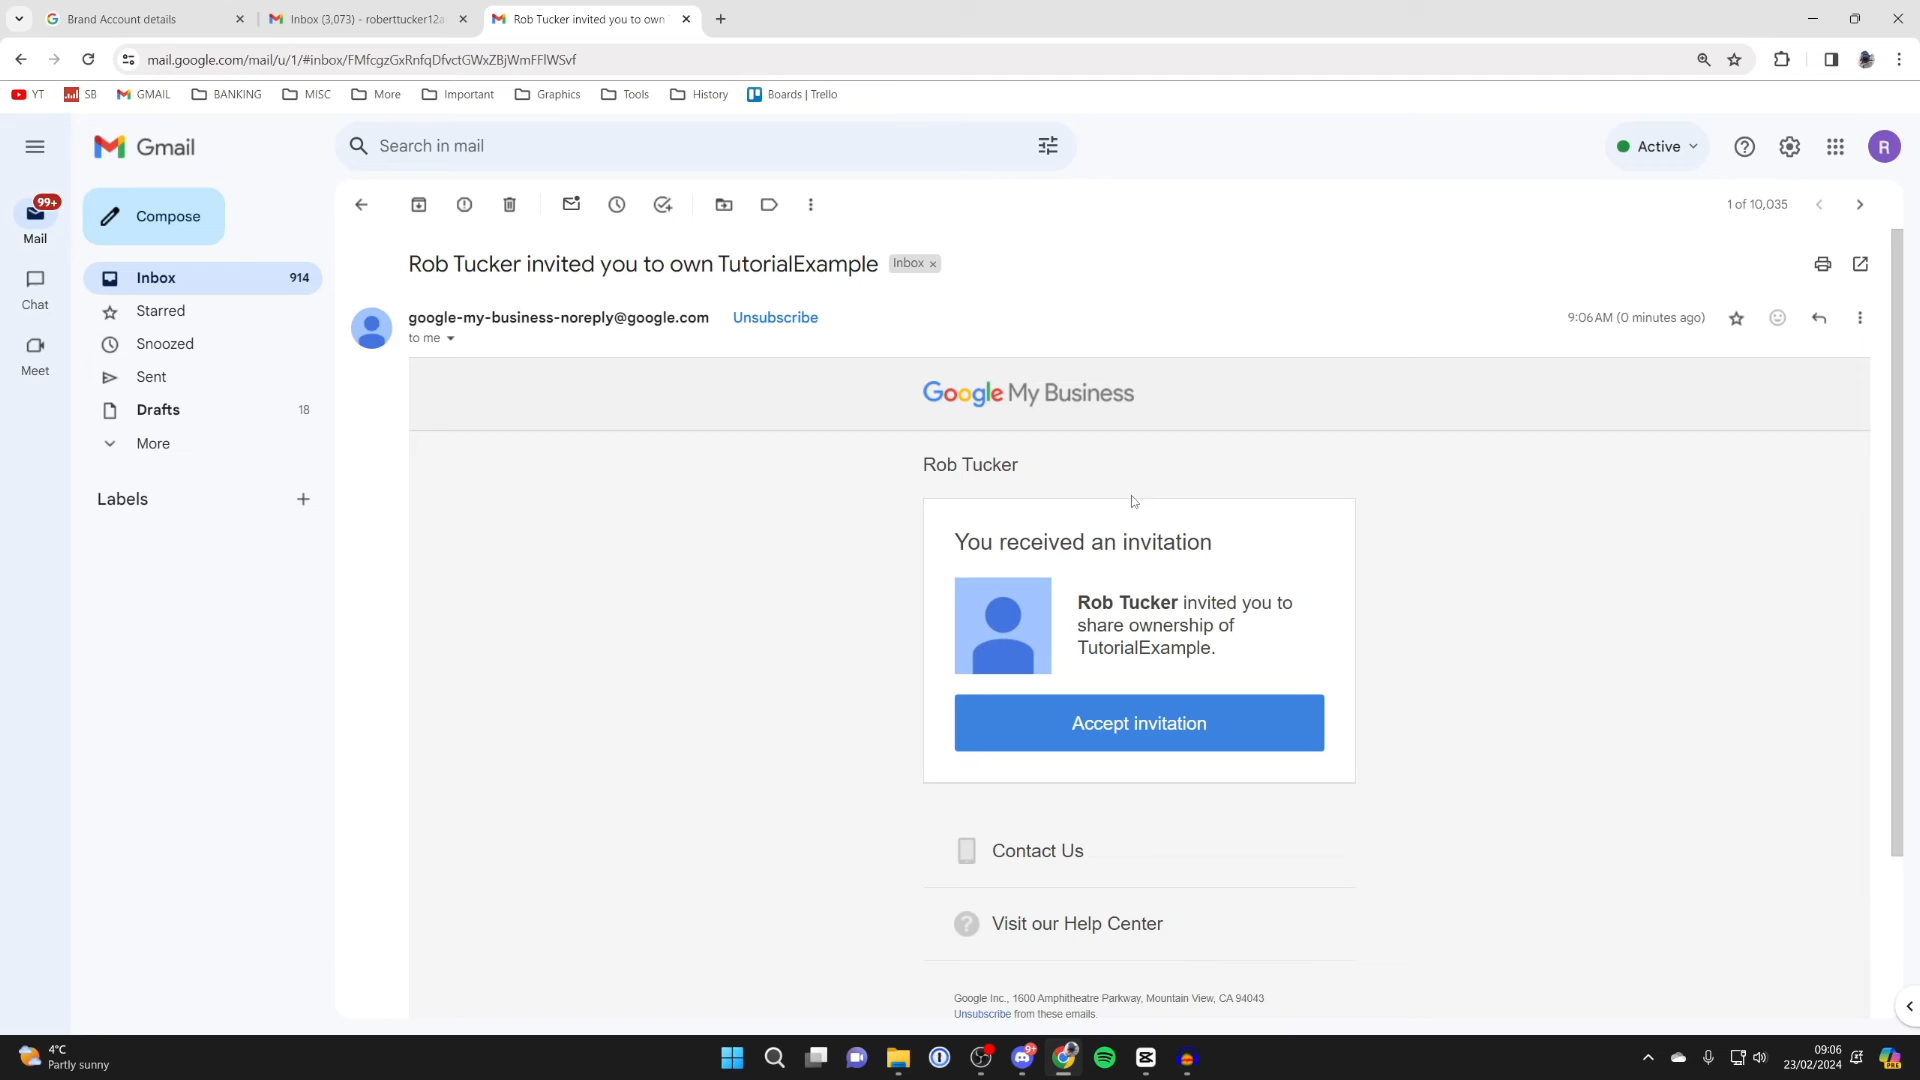 Brand Account details
Inbox (3,073) - roberttucker12a
Rob Tucker invited you to own
mail.google.com/mail/u/1/#inbox/FMfcgzGxRnfqDfvctGWxZBjWmFFlWSvf
YT
SB
GMAIL
BANKING
MISC
More
Important
Graphics
Tools
History
Boards | Trello
Gmail
Search in mail
Active
R
99+
Mail
Chat
Meet
Compose
Inbox 914
Starred
Snoozed
Sent
Drafts 18
More
Labels
1 of 10,035
Rob Tucker invited you to own TutorialExample
Inbox x
google-my-business-noreply@google.com Unsubscribe
to me
9:06 AM (0 minutes ago)
Google My Business
Rob Tucker
You received an invitation
Rob Tucker invited you to
share ownership of
TutorialExample.
Accept invitation
Contact Us
? Visit our Help Center
Google Inc., 1600 Amphitheatre Parkway, Mountain View, CA 94043
Unsubscribe from these emails.
4°C
Partly sunny
9+
09:06
23/02/2024
PRE